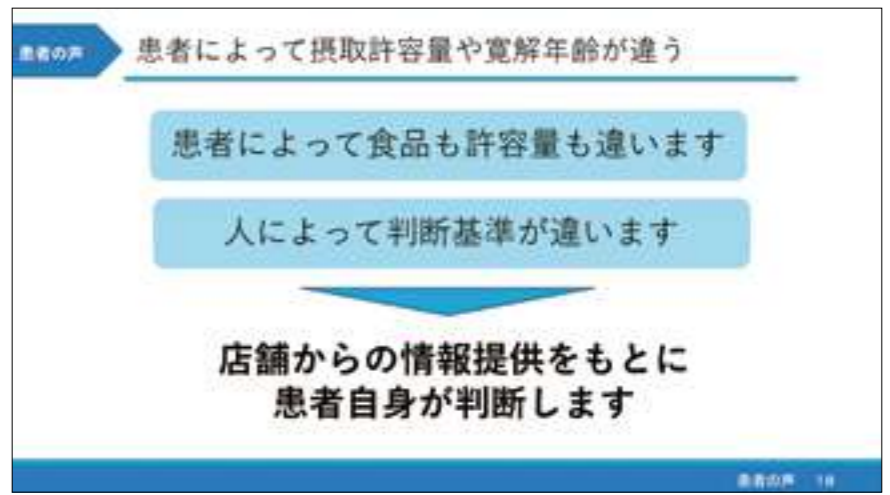 患者の声
患者によって摂取許容量や寛解年齢が違う
患者によって食品も許容量も違います
人によって判断基準が違います
店舗からの情報提供をもとに
患者自身が判断します
患者の声